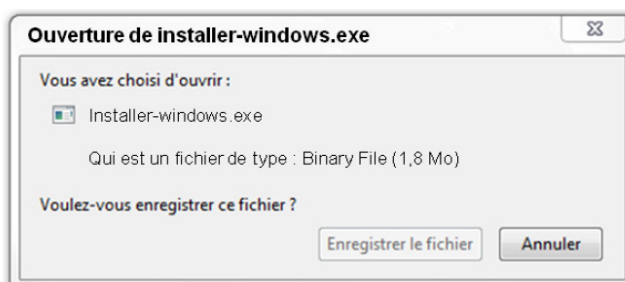 Ouverture de installer-windows.exe
Vous avez choisi d'ouvrir :
Installer-windows.exe
Qui est un fichier de type : Binary File (1,8 Mo)
Voulez-vous enregistrer ce fichier ?
Enregistrer le fichier
Annuler